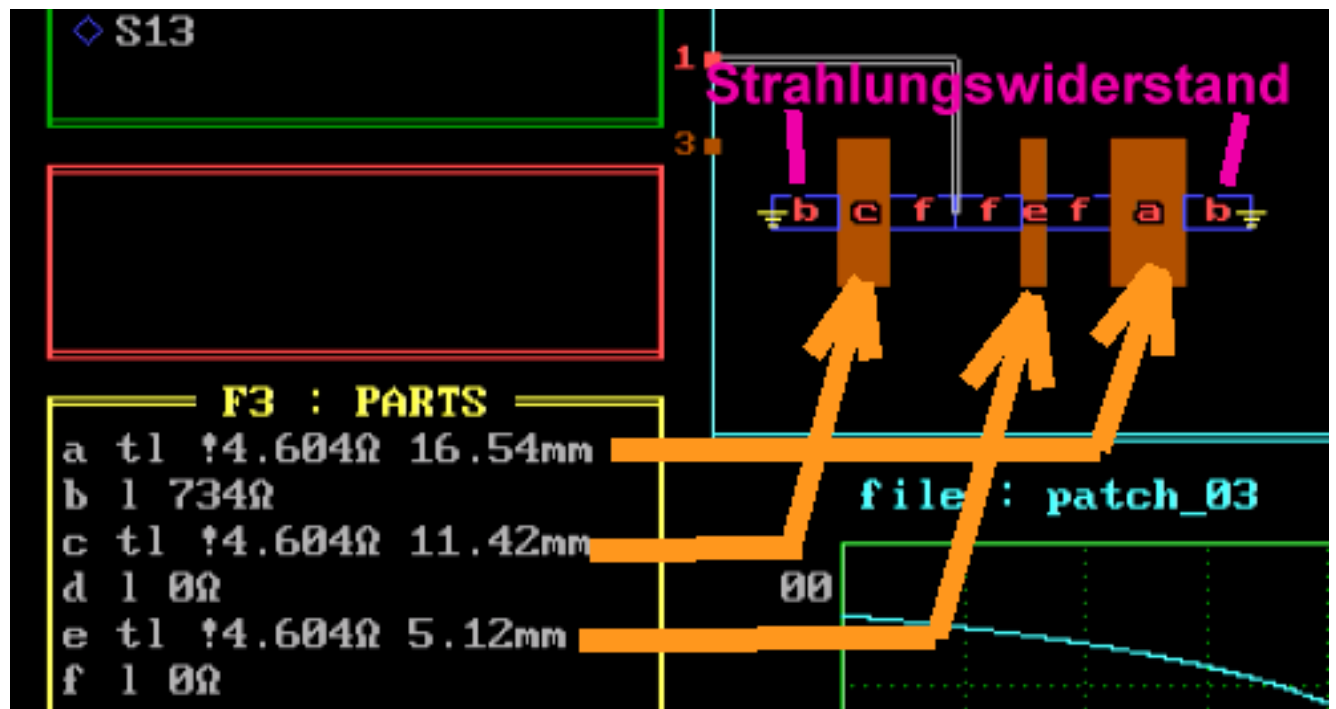 S13
1
Strahlungswiderstand
3
b c f f e f a b
F3 : PARTS
a tl !4.604Ω 16.54mm
b l 734Ω
c tl !4.604Ω 11.42mm
d l 0Ω
e tl !4.604Ω 5.12mm
f l 0Ω
file : patch_03
00